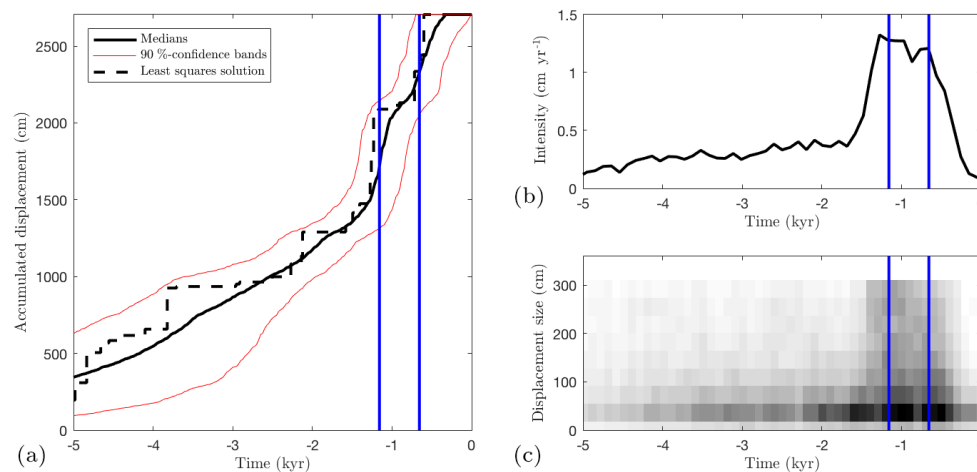 2500
2000
1500
1000
500
0
Accumulated displacement (cm)
Medians
90 %-confidence bands
Least squares solution
-5
-4
-3
-2
-1
0
Time (kyr)
(a)
1.5
1
0.5
0
Intensity (cm yr⁻¹)
-5
-4
-3
-2
-1
Time (kyr)
(b)
300
200
100
0
Displacement size (cm)
-5
-4
-3
-2
-1
Time (kyr)
(c)